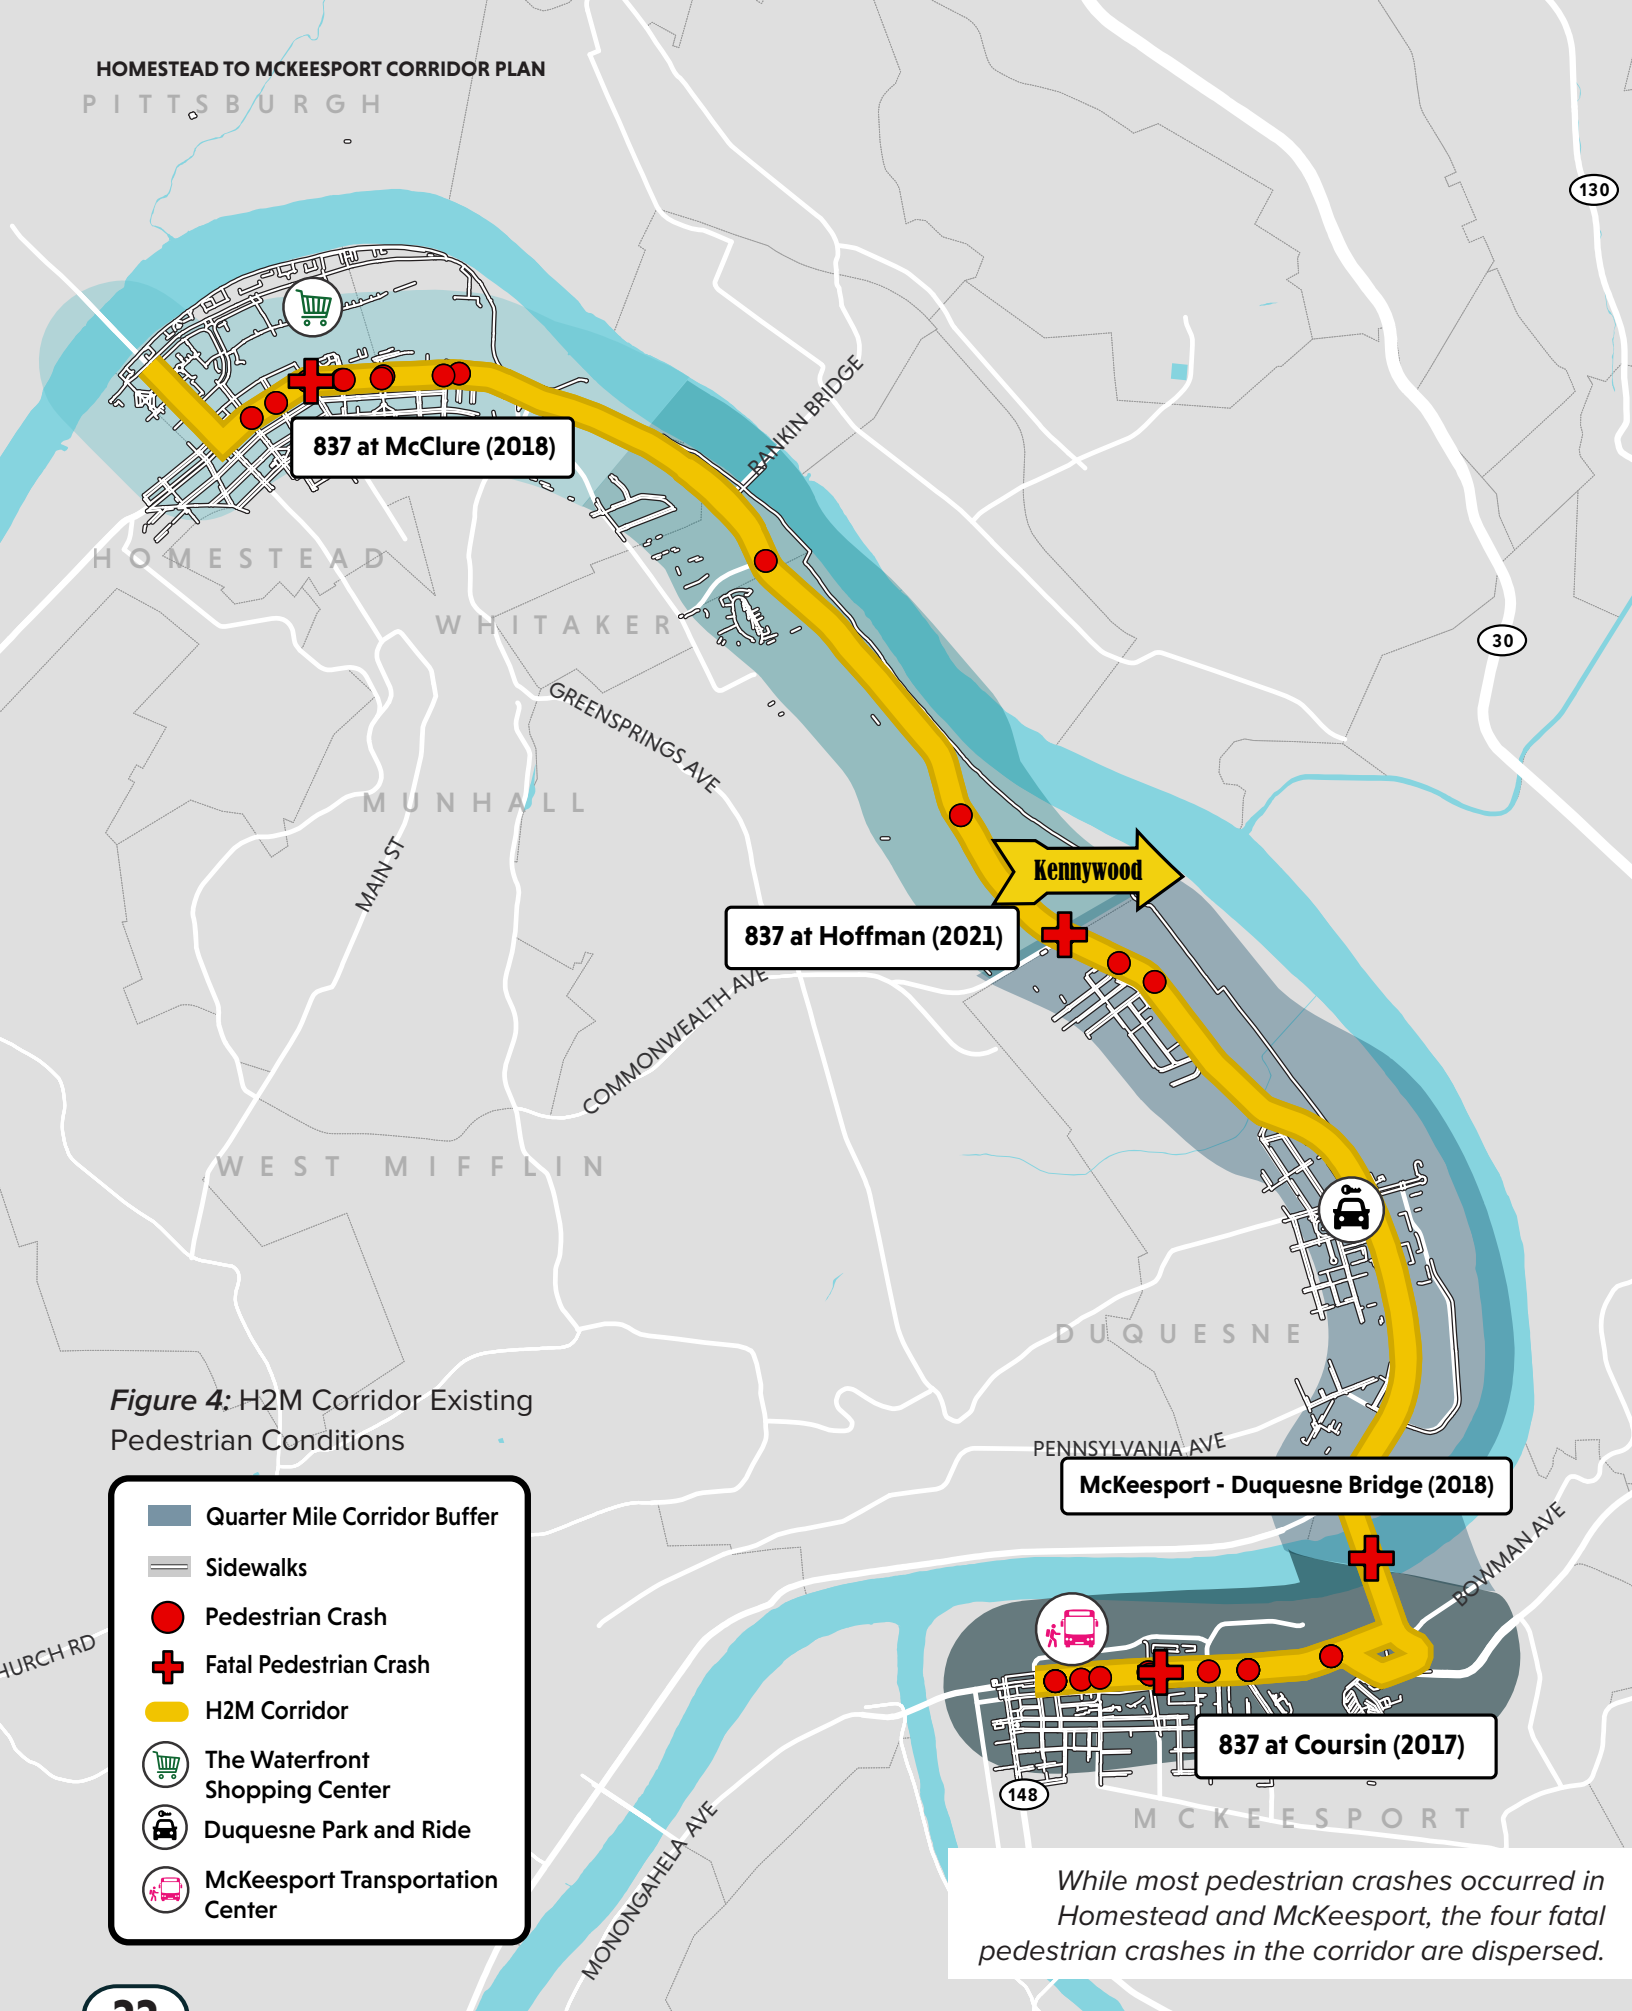 HOMESTEAD TO MCKEESPORT CORRIDOR PLAN
PITTSBURGH
130
RANKIN BRIDGE
837 at McClure (2018)
HOMESTEAD
WHITAKER
30
GREENSPRINGS AVE
MUNHALL
MAIN ST
Kennywood
837 at Hoffman (2021)
COMMONWEALTH AVE
WEST MIFFLIN
DUQUESNE
Figure 4: H2M Corridor Existing
Pedestrian Conditions
PENNSYLVANIA AVE
McKeesport - Duquesne Bridge (2018)
BOWMAN AVE
Quarter Mile Corridor Buffer
Sidewalks
Pedestrian Crash
Fatal Pedestrian Crash
H2M Corridor
The Waterfront
Shopping Center
Duquesne Park and Ride
McKeesport Transportation
Center
HURCH RD
837 at Coursin (2017)
148
MCKEESPORT
MONONGAHELA AVE
While most pedestrian crashes occurred in
Homestead and McKeesport, the four fatal
pedestrian crashes in the corridor are dispersed.